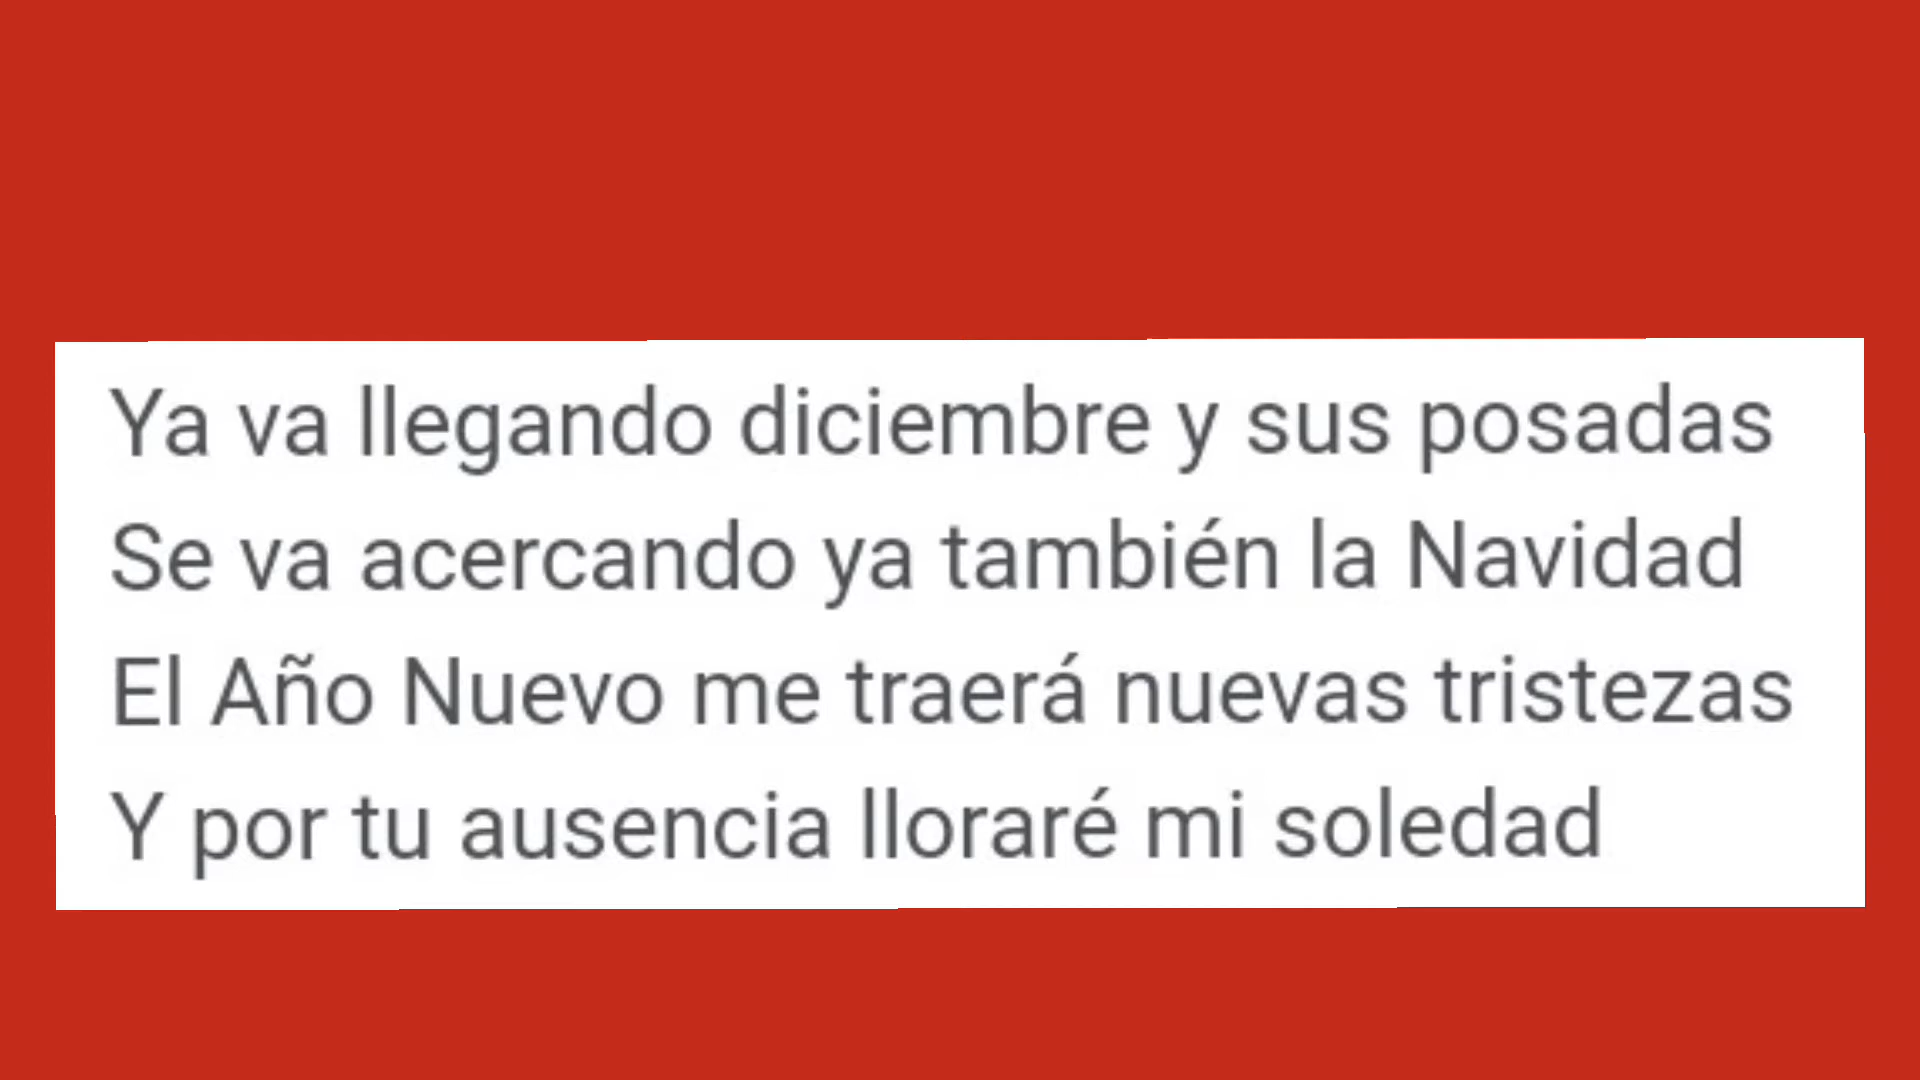 Ya va llegando diciembre y sus posadas
Se va acercando ya también la Navidad
El Año Nuevo me traerá nuevas tristezas
Y por tu ausencia lloraré mi soledad